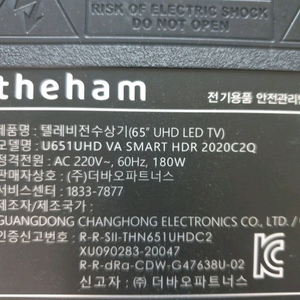 RISK OF ELECTRIC SHOCK
DO NOT OPEN
theham
전기용품 안전관리
제품명 : 텔레비전수상기(65" UHD LED TV)
모델명 : U651UHD VA SMART HDR 2020C2Q
정격전압 : AC 220V~, 60Hz, 180W
판매자상호 : (주)더바오파트너스
서비스센터 : 1833-7877
제조자/제조국가 :
GUANGDONG CHANGHONG ELECTRONICS CO., LTD /
인증신고번호 : R-R-SII-THN651UHDC2
XU090283-20047
R-R-dRa-CDW-G47638U-02
신고자 : (주) 더바오파트너스